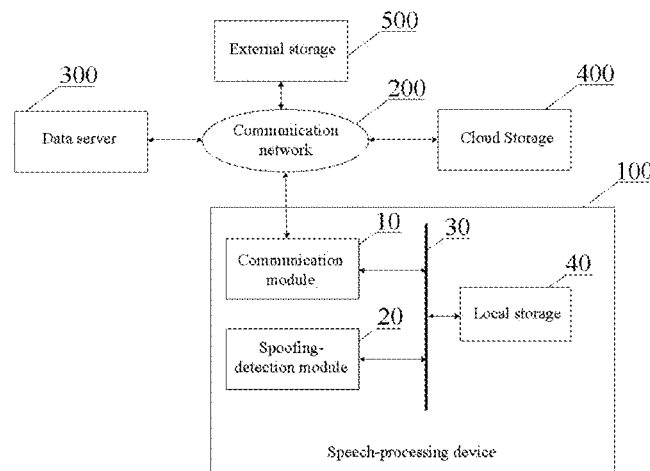 500
External storage
300
200
400
Data server
Communication
network
Cloud Storage
100
10
30
Communication
module
40
Local storage
20
Spoofing-
detection module
Speech-processing device